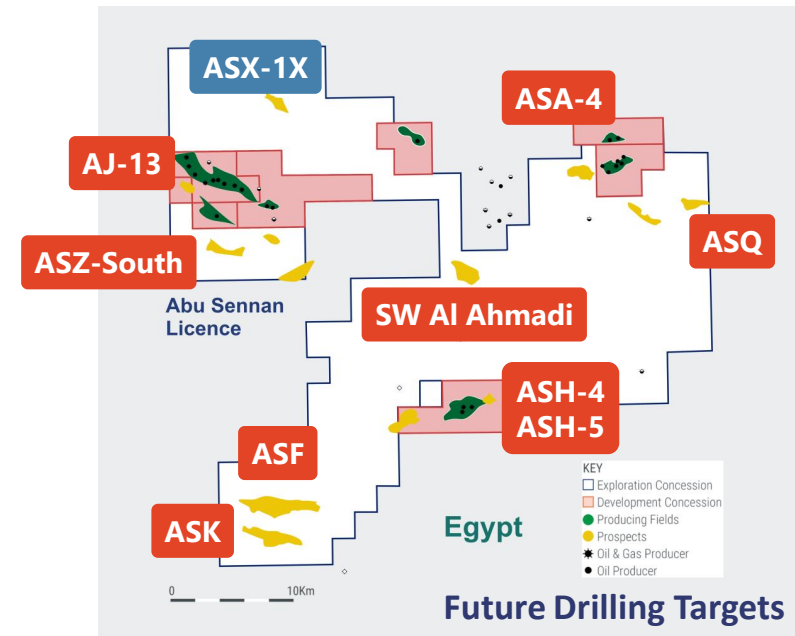 ASX-1X
ASA-4
AJ-13
ASQ
ASZ-South
Abu Sennan
Licence
SW Al Ahmadi
ASH-4
ASH-5
ASF
ASK
KEY
Exploration Concession
Development Concession
Producing Fields
Prospects
Oil & Gas Producer
Oil Producer
Egypt
0 10Km
Future Drilling Targets